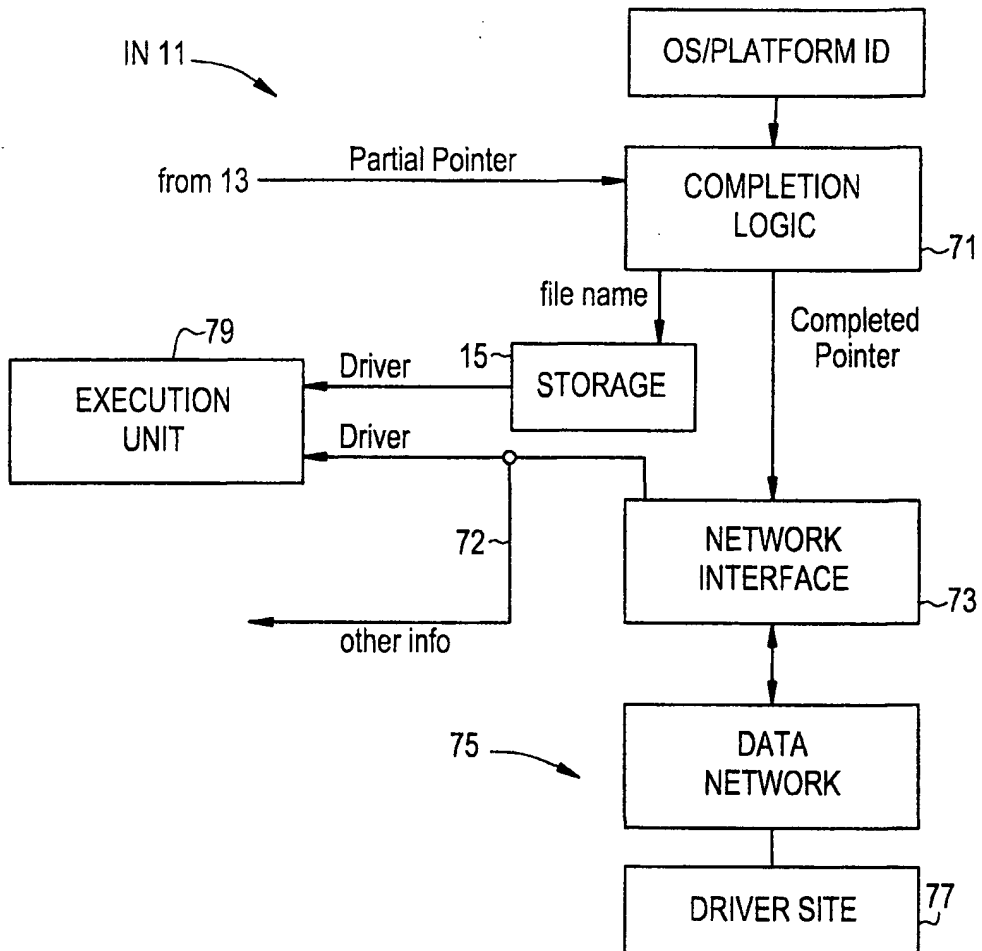 IN 11
OS/PLATFORM ID
from 13
Partial Pointer
COMPLETION
LOGIC
71
file name
Completed
Pointer
79
EXECUTION
UNIT
Driver
15
STORAGE
Driver
72
other info
NETWORK
INTERFACE
73
75
DATA
NETWORK
DRIVER SITE
77